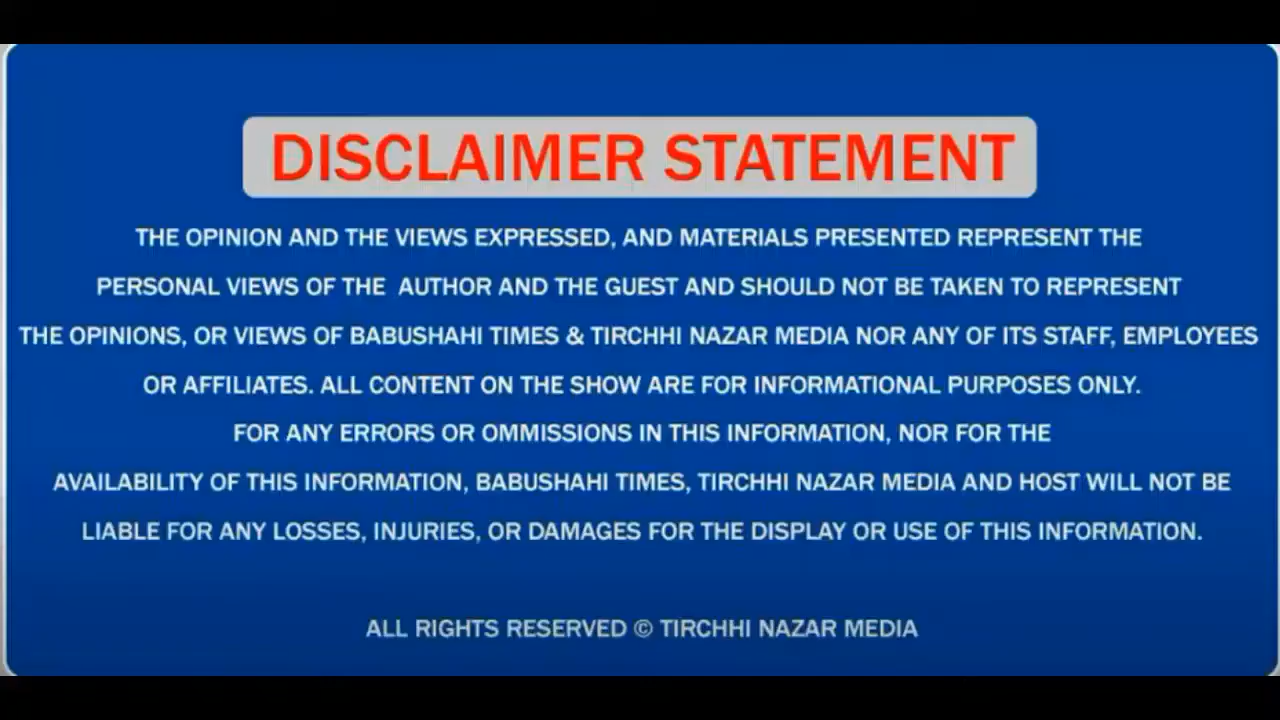 DISCLAIMER STATEMENT
THE OPINION AND THE VIEWS EXPRESSED, AND MATERIALS PRESENTED REPRESENT THE
PERSONAL VIEWS OF THE AUTHOR AND THE GUEST AND SHOULD NOT BE TAKEN TO REPRESENT
THE OPINIONS, OR VIEWS OF BABUSHAHI TIMES & TIRCHHI NAZAR MEDIA NOR ANY OF ITS STAFF, EMPLOYEES
OR AFFILIATES. ALL CONTENT ON THE SHOW ARE FOR INFORMATIONAL PURPOSES ONLY.
FOR ANY ERRORS OR OMMISSIONS IN THIS INFORMATION, NOR FOR THE
AVAILABILITY OF THIS INFORMATION, BABUSHAHI TIMES, TIRCHHI NAZAR MEDIA AND HOST WILL NOT BE
LIABLE FOR ANY LOSSES, INJURIES, OR DAMAGES FOR THE DISPLAY OR USE OF THIS INFORMATION.
ALL RIGHTS RESERVED © TIRCHHI NAZAR MEDIA